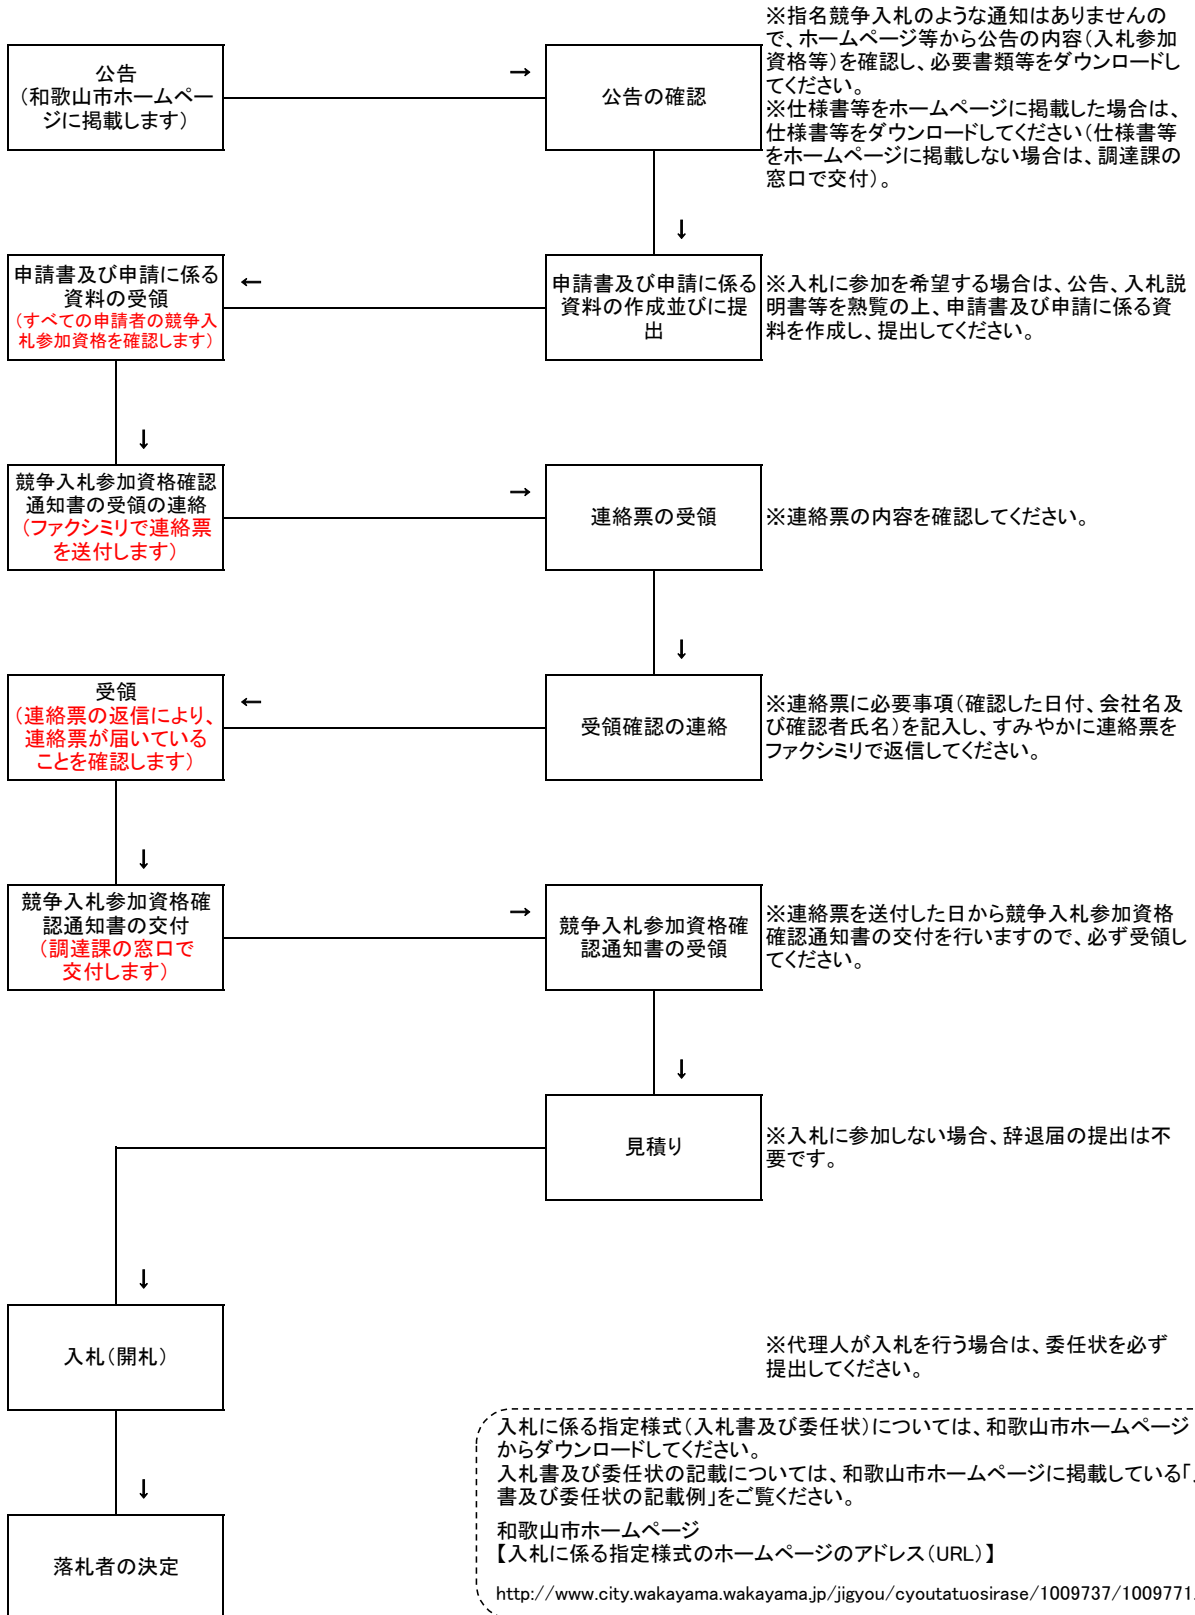 ※指名競争入札のような通知はありませんの
で、ホームページ等から公告の内容（入札参加
資格等）を確認し、必要書類等をダウンロードし
てください。
※仕様書等をホームページに掲載した場合は、
仕様書等をダウンロードしてください（仕様書等
をホームページに掲載しない場合は、調達課の
窓口で交付）。
公告
（和歌山市ホームペー
ジに掲載します）
→
公告の確認
↓
申請書及び申請に係る
資料の受領
（すべての申請者の競争入
札参加資格を確認します）
←
申請書及び申請に係る
資料の作成並びに提
出
※入札に参加を希望する場合は、公告、入札説
明書等を熟覧の上、申請書及び申請に係る資
料を作成し、提出してください。
↓
競争入札参加資格確認
通知書の受領の連絡
（ファクシミリで連絡票
を送付します）
→
連絡票の受領
※連絡票の内容を確認してください。
↓
受領
（連絡票の返信により、
連絡票が届いている
ことを確認します）
←
受領確認の連絡
※連絡票に必要事項（確認した日付、会社名及
び確認者氏名）を記入し、すみやかに連絡票を
ファクシミリで返信してください。
↓
競争入札参加資格確
認通知書の交付
（調達課の窓口で
交付します）
→
競争入札参加資格確
認通知書の受領
※連絡票を送付した日から競争入札参加資格
確認通知書の交付を行いますので、必ず受領し
てください。
↓
見積り
※入札に参加しない場合、辞退届の提出は不
要です。
↓
入札（開札）
※代理人が入札を行う場合は、委任状を必ず
提出してください。
↓
落札者の決定
入札に係る指定様式（入札書及び委任状）については、和歌山市ホームページ
からダウンロードしてください。
入札書及び委任状の記載については、和歌山市ホームページに掲載している「
書及び委任状の記載例」をご覧ください。
和歌山市ホームページ
【入札に係る指定様式のホームページのアドレス（URL）】
http://www.city.wakayama.wakayama.jp/jigyou/cyoutatuosirase/1009737/1009771